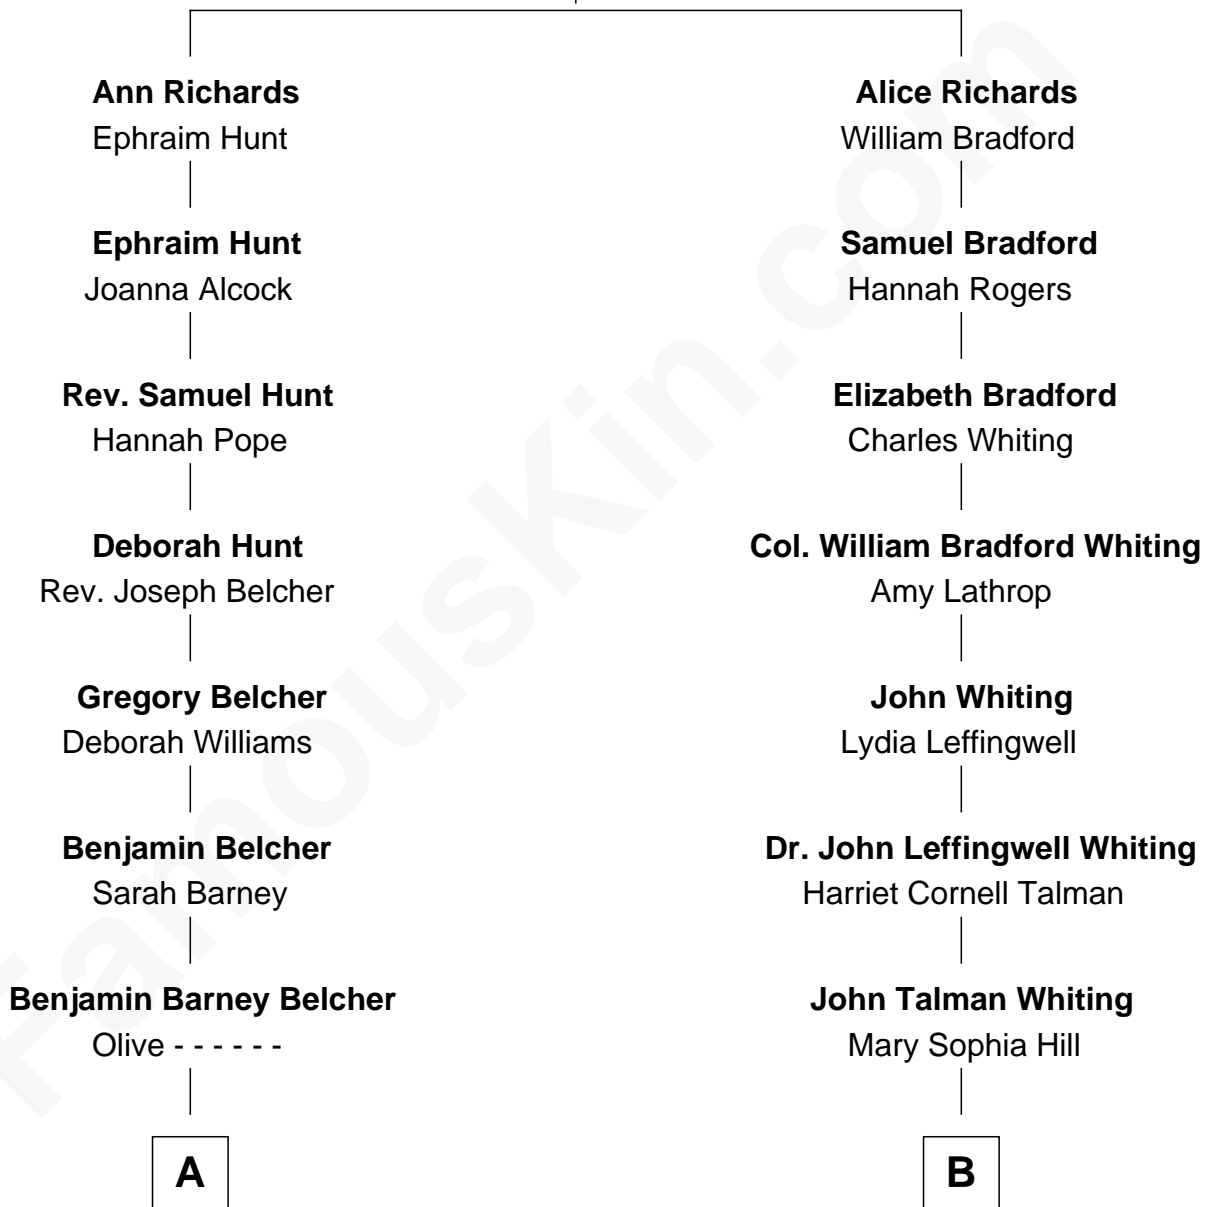 Ann Richards
Ephraim Hunt
Ephraim Hunt
Joanna Alcock
Rev. Samuel Hunt
Hannah Pope
Deborah Hunt
Rev. Joseph Belcher
Gregory Belcher
Deborah Williams
Benjamin Belcher
Sarah Barney
Benjamin Barney Belcher
Olive - - - - - -
A
Alice Richards
William Bradford
Samuel Bradford
Hannah Rogers
Elizabeth Bradford
Charles Whiting
Col. William Bradford Whiting
Amy Lathrop
John Whiting
Lydia Leffingwell
Dr. John Leffingwell Whiting
Harriet Cornell Talman
John Talman Whiting
Mary Sophia Hill
B
FamousKin.com